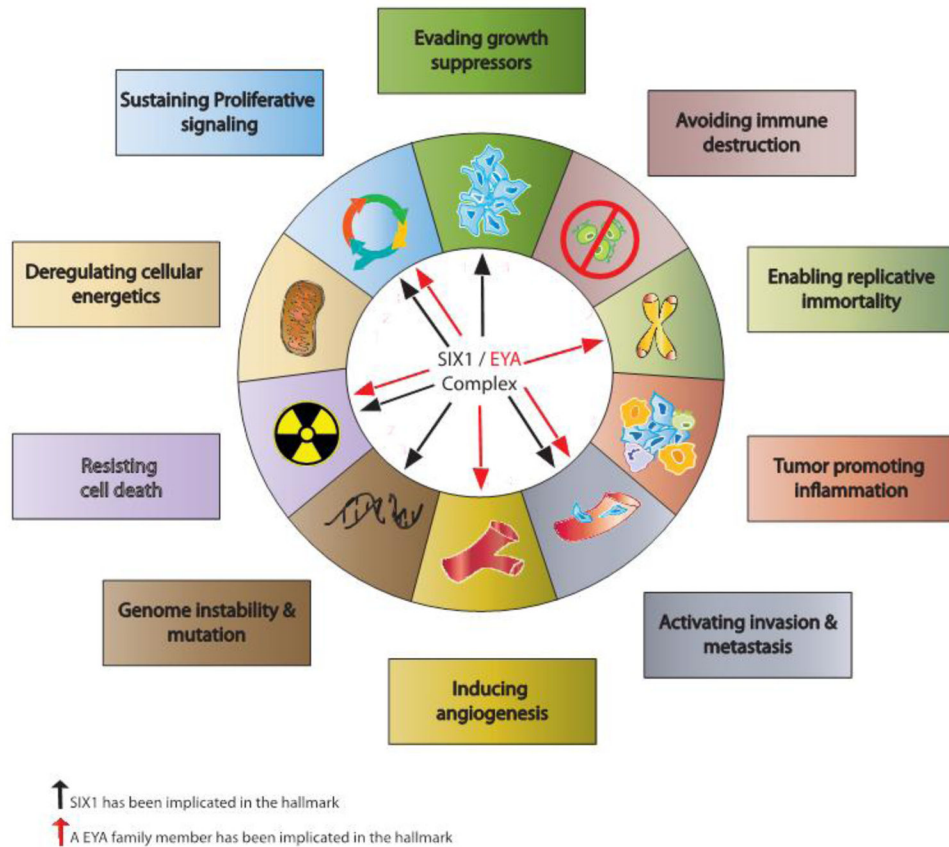 Evading growth
suppressors
Sustaining Proliferative
signaling
Avoiding immune
destruction
Deregulating cellular
energetics
Enabling replicative
immortality
SIX1 / EYA
Complex
Resisting
cell death
Tumor promoting
inflammation
Genome instability &
mutation
Activating invasion &
metastasis
Inducing
angiogenesis
SIX1 has been implicated in the hallmark
A EYA family member has been implicated in the hallmark